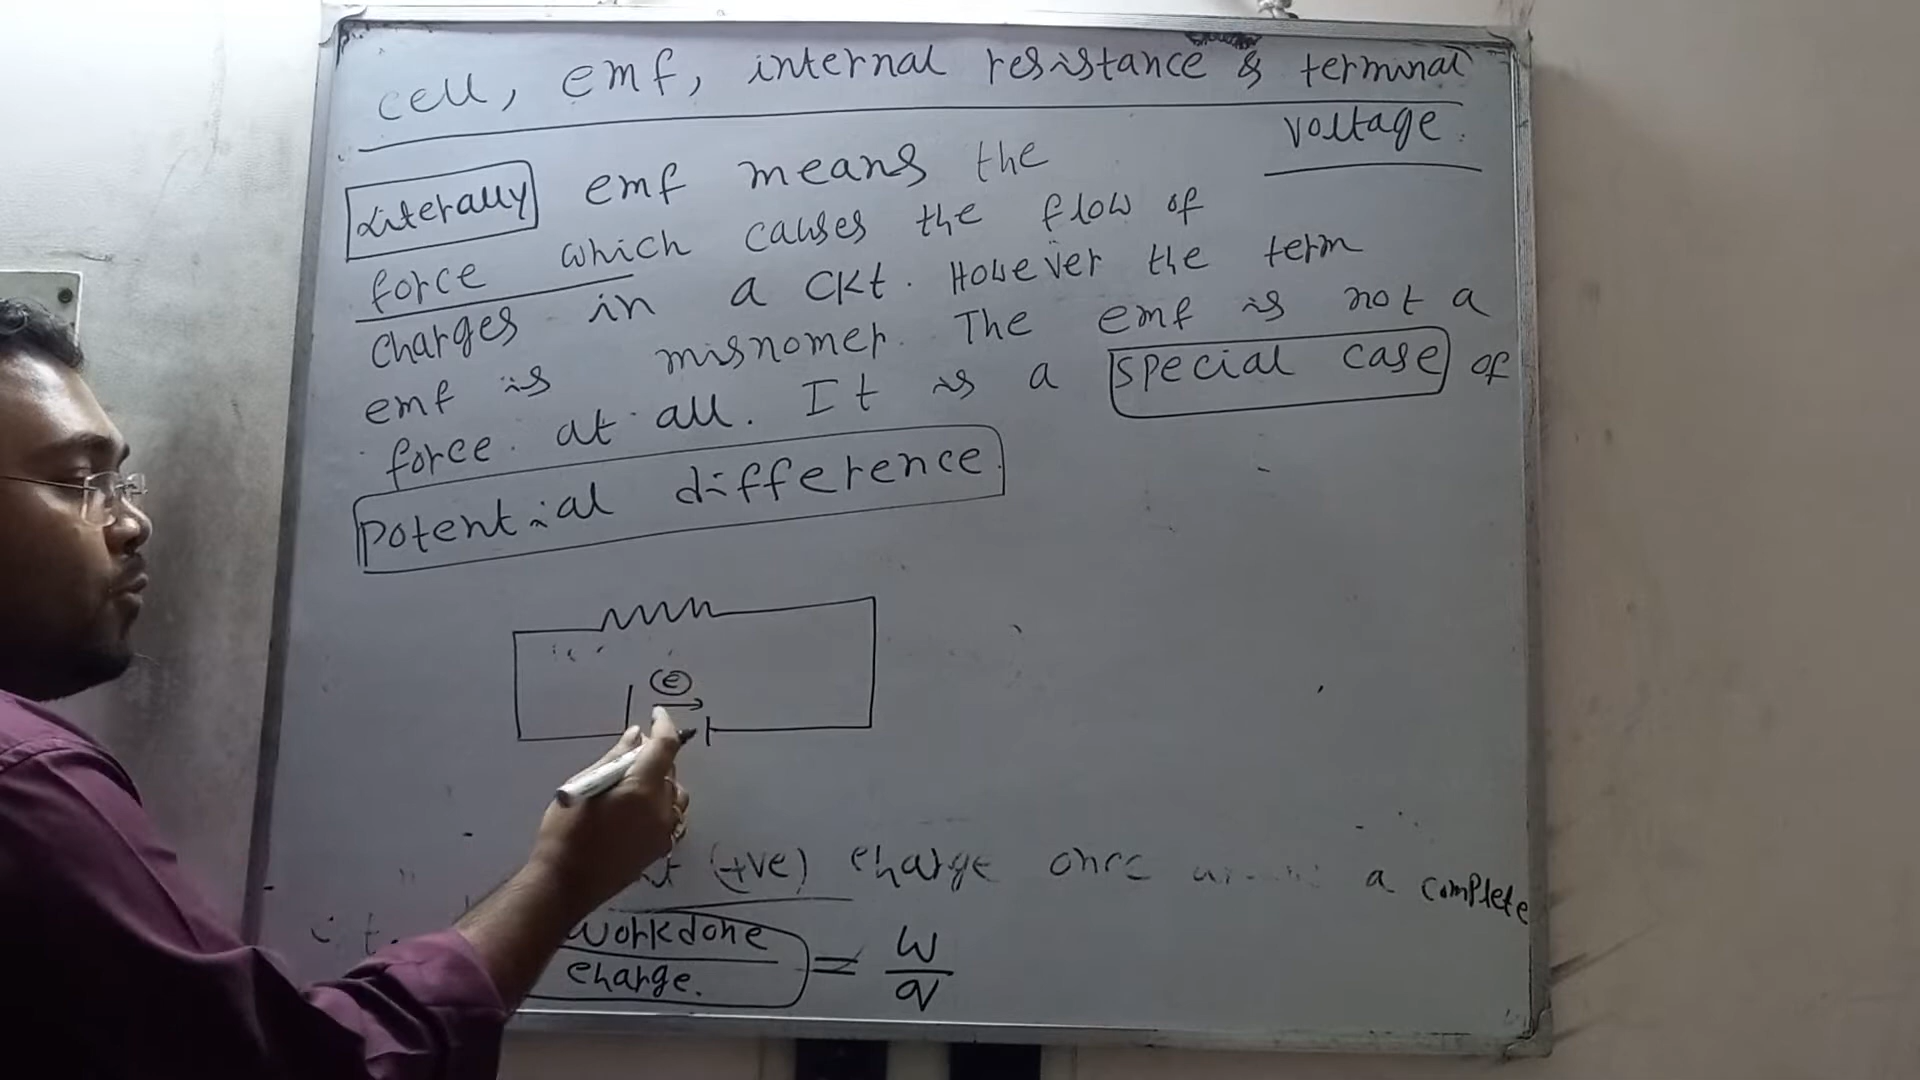 cell, emf, internal resistance & terminal
voltage.
Literally emf means the
force which causes the flow of
charges in a ckt. However the term
emf is misnomer. The emf is not a
force at all. It is a special case of
potential difference.
e
(+ve) charge once a complete
workdone
charge.
= W
q